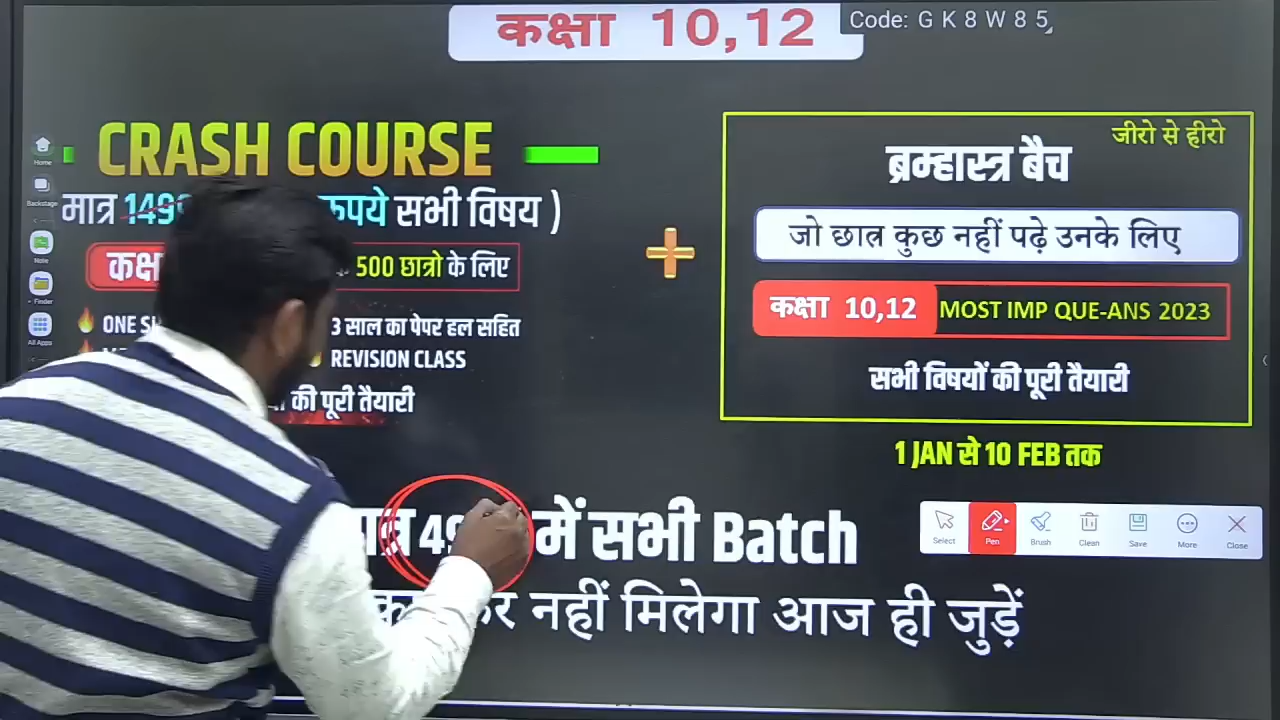 कक्षा 10,12
Code: G K 8 W 8 5
CRASH COURSE
मात्र रूपये सभी विषय )
500 छात्रो के लिए
ONE
3 साल का पेपर हल सहित
REVISION CLASS
की पूरी तैयारी
+
जीरो से हीरो
ब्रम्हास्त्र बैच
जो छात्र कुछ नहीं पढ़े उनके लिए
कक्षा 10,12 MOST IMP QUE-ANS 2023
सभी विषयों की पूरी तैयारी
1 JAN से 10 FEB तक
में सभी Batch
नहीं मिलेगा आज ही जुड़ें
Home
Backstage
Note
Finder
All Apps
Select
Pen
Brush
Clean
Save
More
Close